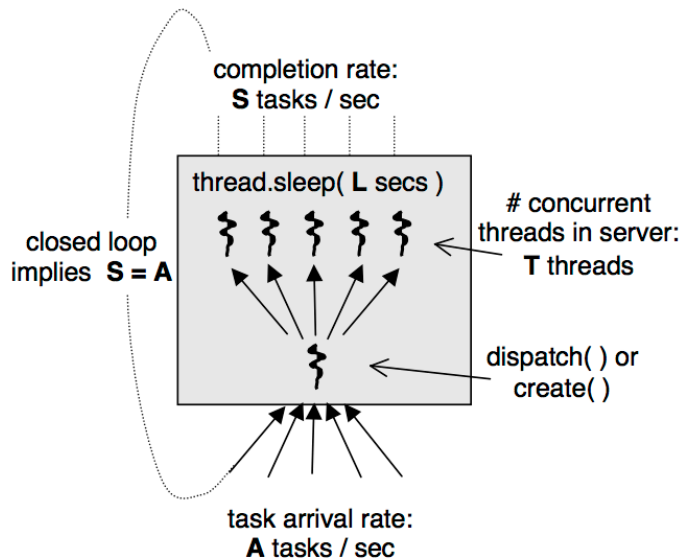 completion rate:
S tasks / sec
thread.sleep( L secs )
# concurrent
threads in server:
T threads
closed loop
implies S = A
dispatch( ) or
create( )
task arrival rate:
A tasks / sec